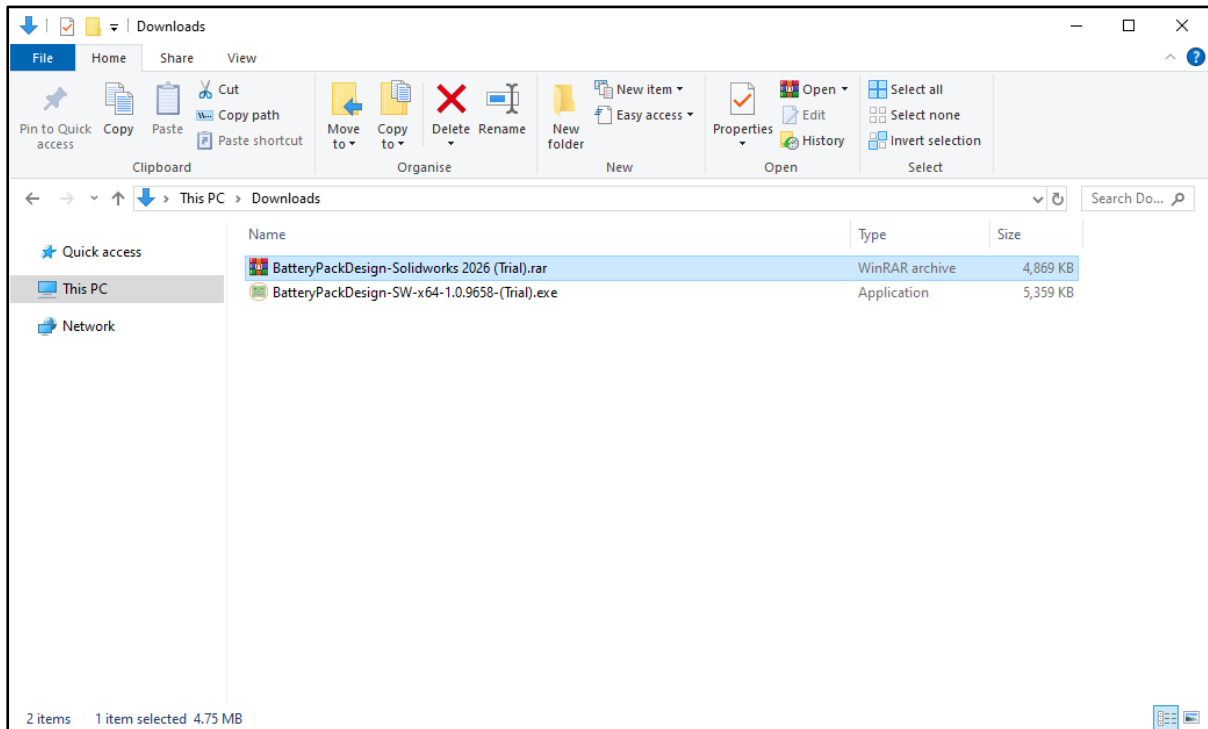 Downloads
File Home Share View
Pin to Quick access
Copy
Paste
Cut
Copy path
Paste shortcut
Clipboard
Move to
Copy to
Delete
Rename
Organise
New folder
New item
Easy access
New
Properties
Open
Edit
History
Open
Select all
Select none
Invert selection
Select
This PC > Downloads
Search Do...
Quick access
This PC
Network
Name Type Size
BatteryPackDesign-Solidworks 2026 (Trial).rar WinRAR archive 4,869 KB
BatteryPackDesign-SW-x64-1.0.9658-(Trial).exe Application 5,359 KB
2 items 1 item selected 4.75 MB